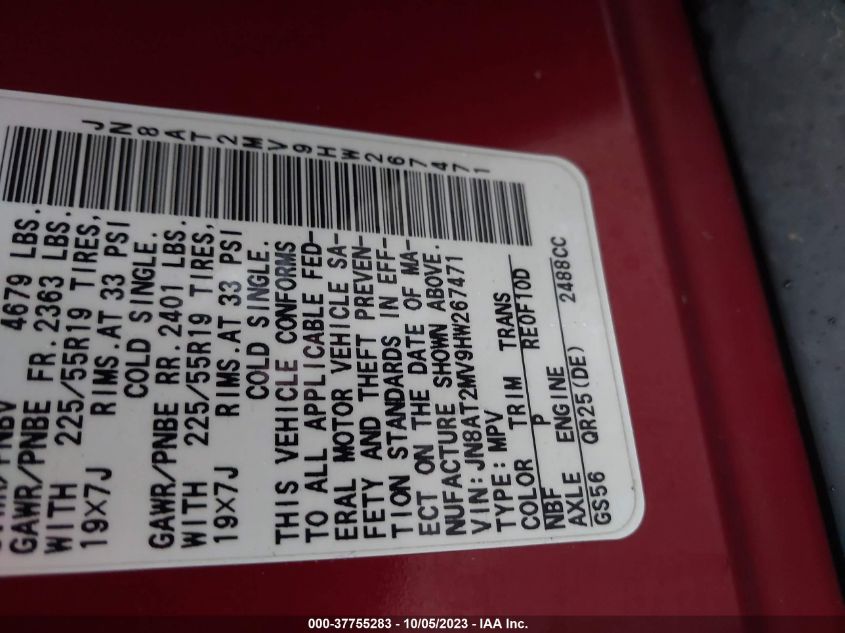 4679 LBS.
GAWR/PNBE FR. 2363 LBS.
WITH 225/55R19 TIRES,
19X7J RIMS. AT 33 PSI
COLD SINGLE.
GAWR/PNBE RR. 2401 LBS.
WITH 225/55R19 TIRES,
19X7J RIMS. AT 33 PSI
COLD SINGLE.
THIS VEHICLE CONFORMS
TO ALL APPLICABLE FED-
ERAL MOTOR VEHICLE SA-
FETY AND THEFT PREVEN-
TION STANDARDS IN EFF-
ECT ON THE DATE OF MA-
NUFACTURE SHOWN ABOVE.
VIN:JN8AT2MV9HW267471
TYPE: MPV
COLOR TRIM TRANS
NBF P RE0F10D
AXLE ENGINE
GS56 QR25(DE) 2488CC
JN8AT2MV9HW267471
000-37755283 - 10/05/2023 - IAA Inc.